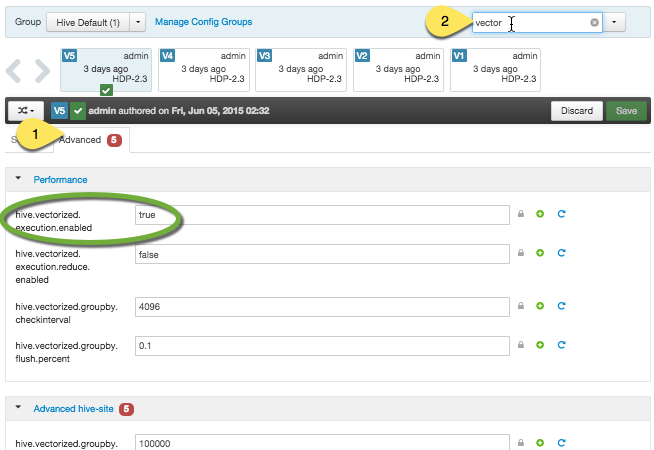 Group Hive Default (1) Manage Config Groups 2 vector
V5 admin V4 admin V3 admin V2 admin V1 admin
3 days ago 3 days ago 3 days ago 3 days ago 3 days ago
HDP-2.3 HDP-2.3 HDP-2.3 HDP-2.3 HDP-2.3
V5 admin authored on Fri, Jun 05, 2015 02:32 Discard Save
1 Advanced 5
Performance
hive.vectorized. true
execution.enabled
hive.vectorized. false
execution.reduce.
enabled
hive.vectorized.groupby. 4096
checkinterval
hive.vectorized.groupby. 0.1
flush.percent
Advanced hive-site 5
hive.vectorized.groupby. 100000